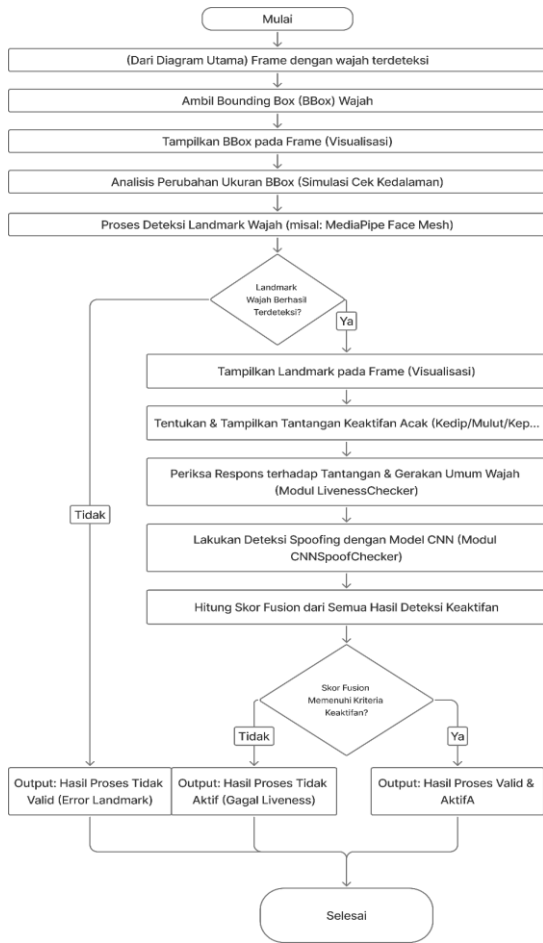 Mulai
(Dari Diagram Utama) Frame dengan wajah terdeteksi
Ambil Bounding Box (BBox) Wajah
Tampilkan BBox pada Frame (Visualisasi)
Analisis Perubahan Ukuran BBox (Simulasi Cek Kedalaman)
Proses Deteksi Landmark Wajah (misal: MediaPipe Face Mesh)
Landmark
Wajah Berhasil
Terdeteksi?
Ya
Tampilkan Landmark pada Frame (Visualisasi)
Tentukan & Tampilkan Tantangan Keaktifan Acak (Kedip/Mulut/Kep...
Periksa Respons terhadap Tantangan & Gerakan Umum Wajah
(Modul LivenessChecker)
Tidak
Lakukan Deteksi Spoofing dengan Model CNN (Modul
CNNSpoofChecker)
Hitung Skor Fusion dari Semua Hasil Deteksi Keaktifan
Skor Fusion
Memenuhi Kriteria
Keaktifan?
Tidak
Ya
Output: Hasil Proses Tidak
Valid (Error Landmark)
Output: Hasil Proses Tidak
Aktif (Gagal Liveness)
Output: Hasil Proses Valid &
AktifA
Selesai